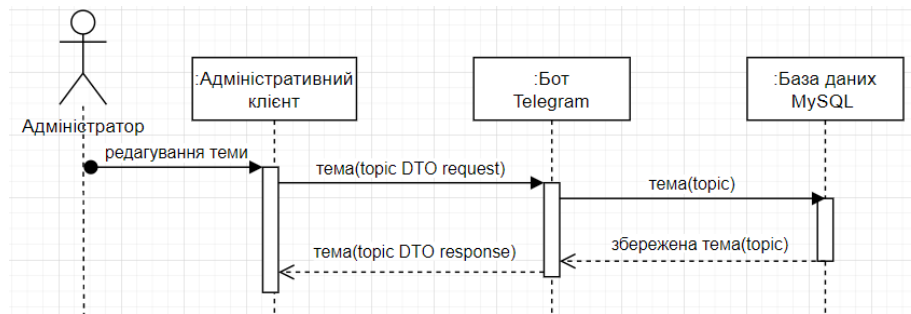 :Адміністративний
клієнт
:Бот
Telegram
:База даних
MySQL
Адміністратор
редагування теми
тема(topic DTO request)
тема(topic)
збережена тема(topic)
тема(topic DTO response)